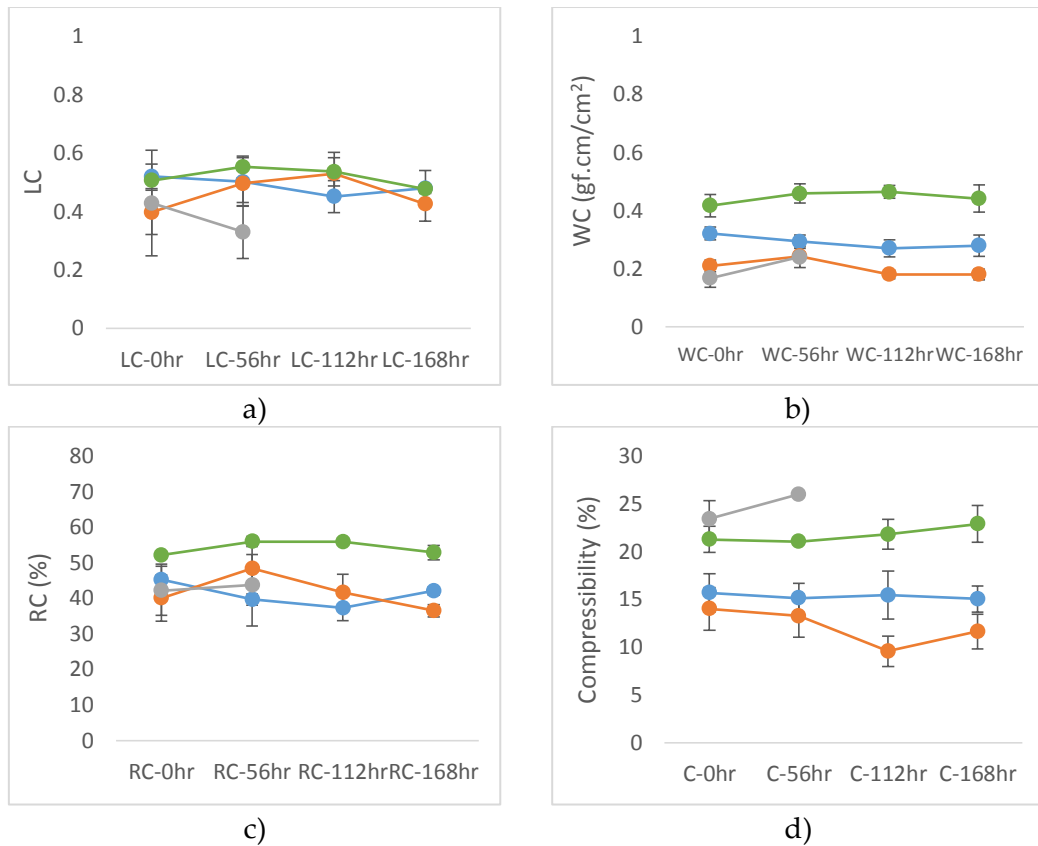 1
0.8
0.6
0.4
0.2
0
LC
LC-0hr LC-56hr LC-112hr LC-168hr
a)
1
0.8
0.6
0.4
0.2
0
WC (gf.cm/cm²)
WC-0hr WC-56hr WC-112hr WC-168hr
b)
80
70
60
50
40
30
20
10
0
RC (%)
RC-0hr RC-56hr RC-112hr RC-168hr
c)
30
25
20
15
10
5
0
Compressibility (%)
C-0hr C-56hr C-112hr C-168hr
d)